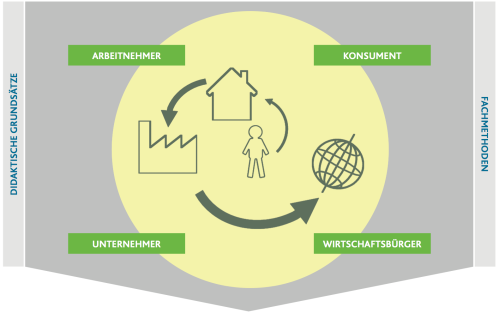 ARBEITNEHMER
KONSUMENT
DIDAKTISCHE GRUNDSÄTZE
FACHMETHODEN
UNTERNEHMER
WIRTSCHAFTSBÜRGER